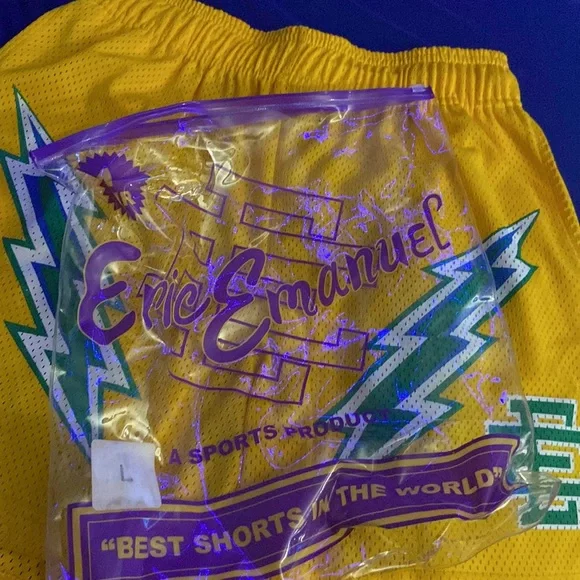 Eric Emanuel
A SPORTS PRODUCT
L
"BEST SHORTS IN THE WORLD"